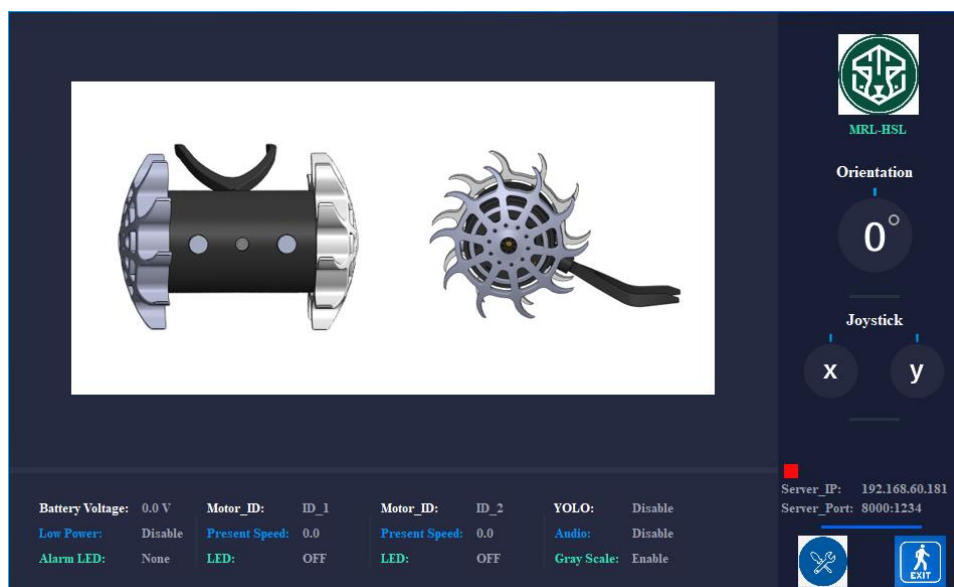 MRL-HSL
Orientation
0°
Joystick
x y
Server_IP: 192.168.60.181
Server_Port: 8000:1234
Battery Voltage: 0.0 V Motor_ID: ID_1 Motor_ID: ID_2 YOLO: Disable
Low Power: Disable Present Speed: 0.0 Present Speed: 0.0 Audio: Disable
Alarm LED: None LED: OFF LED: OFF Gray Scale: Enable
EXIT